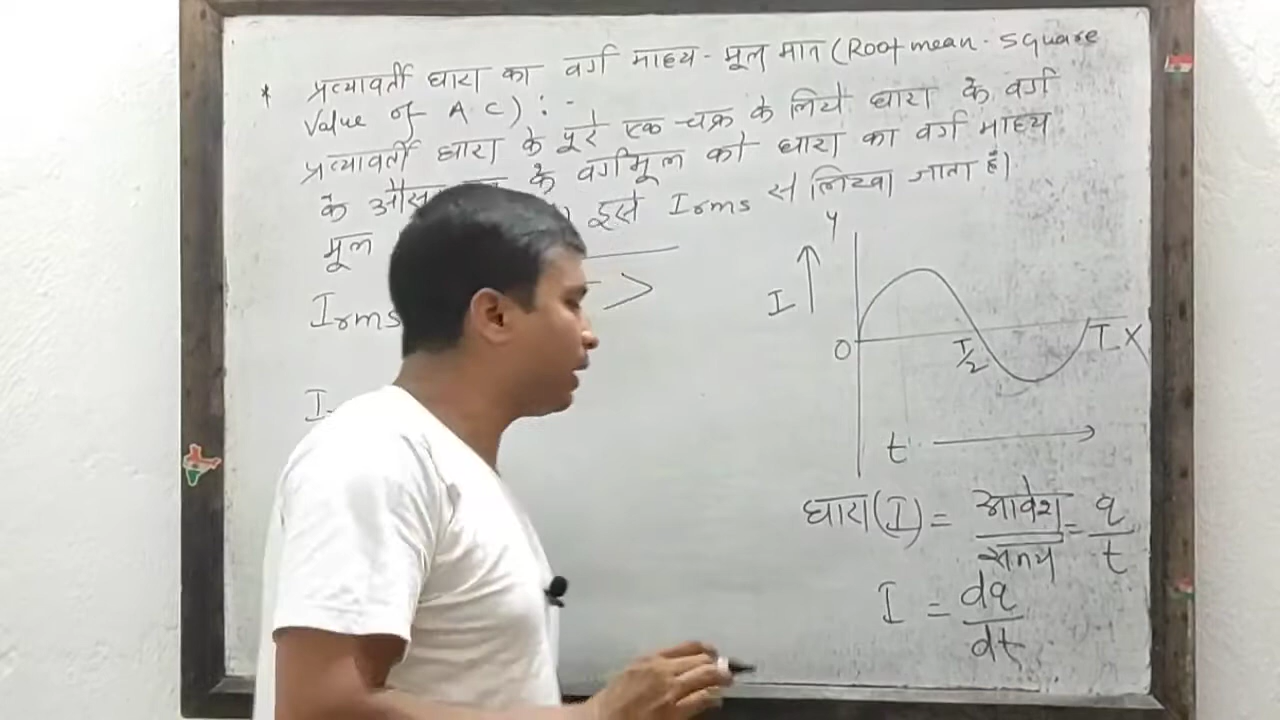 * प्रत्यावर्ती धारा का वर्ग माध्य - मूल मान (Root mean - square
Value of A.C) : -
प्रत्यावर्ती धारा के पूरे एक चक्र के लिये धारा के वर्ग
के के वर्गमूल को धारा का वर्ग माध्य
मूल इसे Irms से लिखा जाता है।
Irms >
I
y
I
0
T/2
T X
t
धारा (I) = आवेश/समय = q/t
I = dq/dt